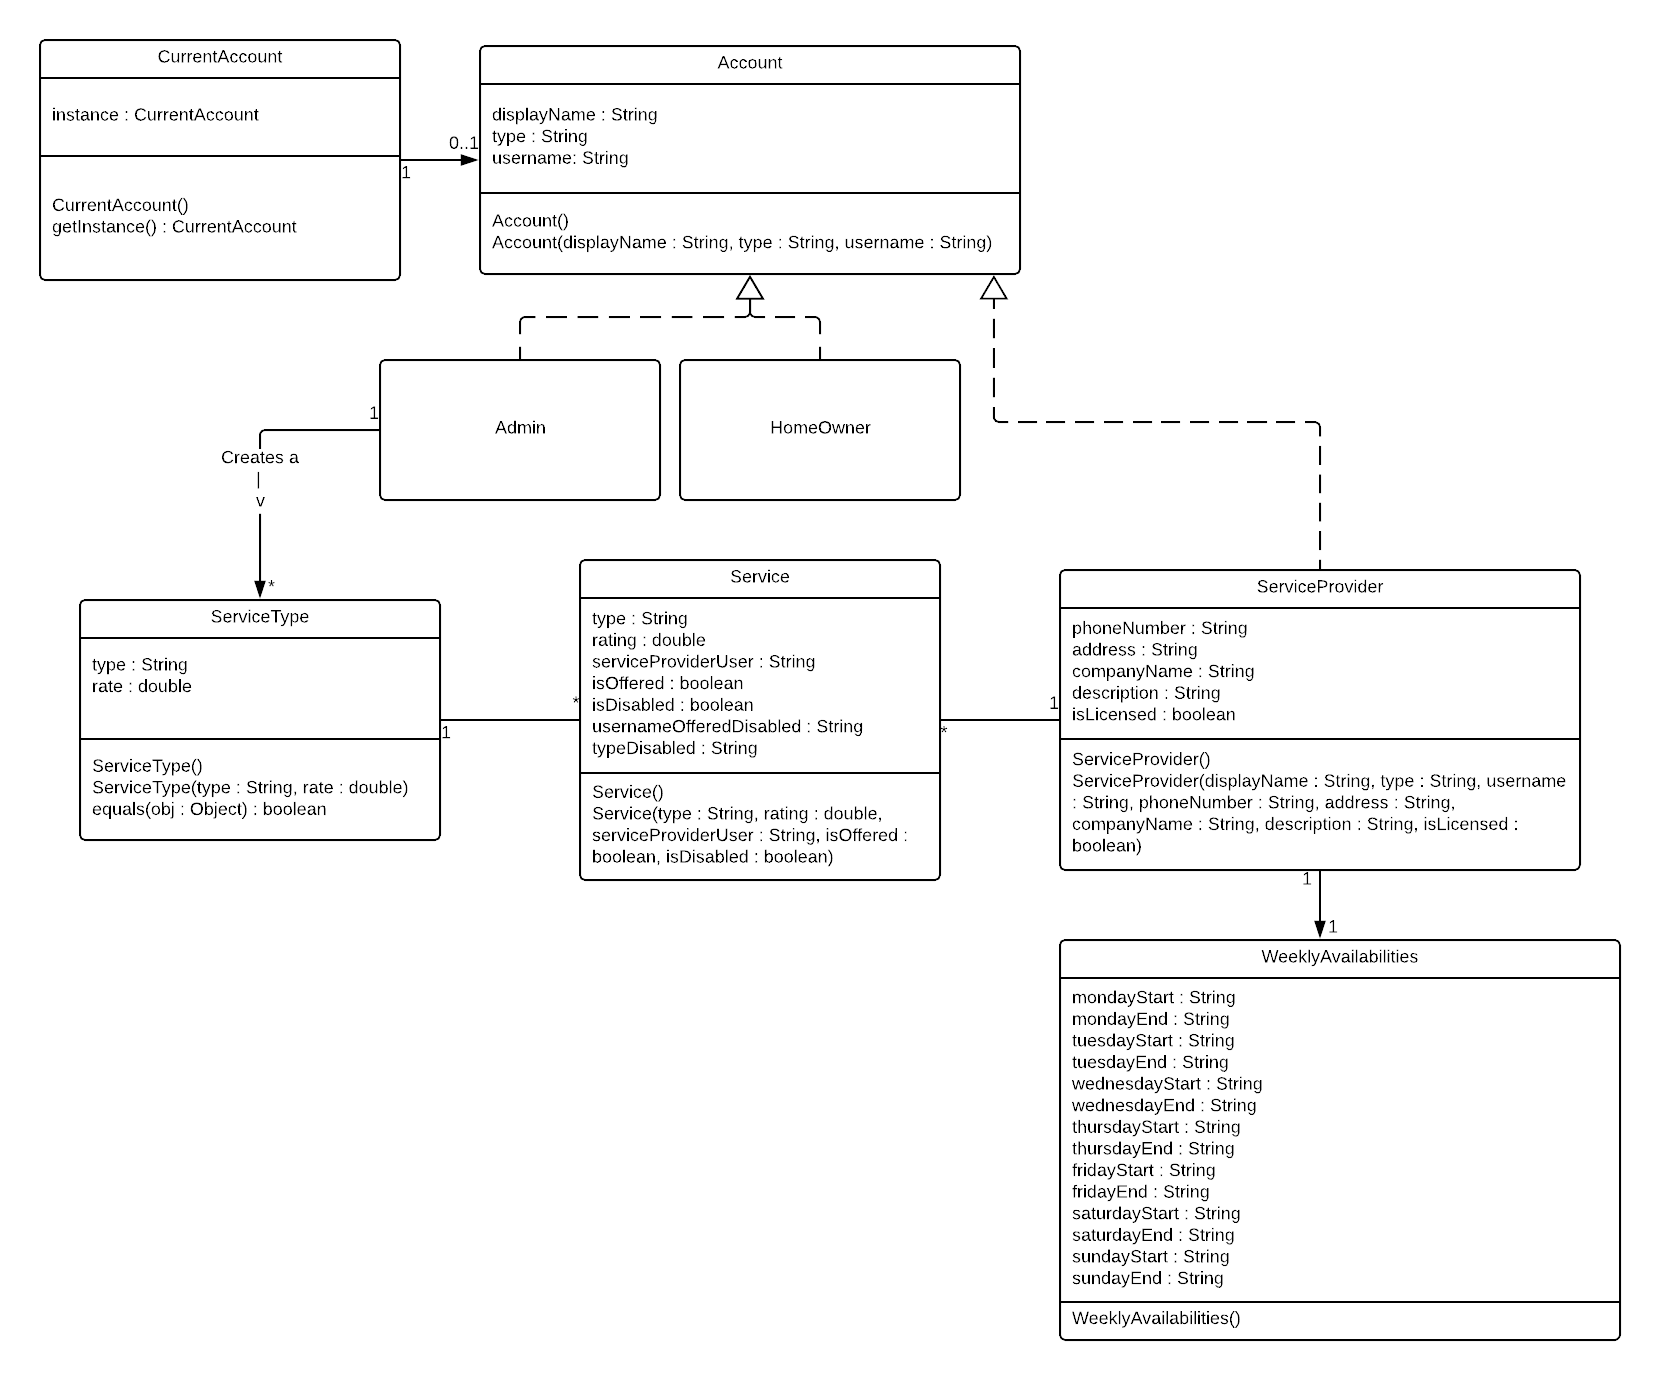 CurrentAccount
instance : CurrentAccount
CurrentAccount()
getInstance() : CurrentAccount
1
0..1
Account
displayName : String
type : String
username: String
Account()
Account(displayName : String, type : String, username : String)
Admin
HomeOwner
1
Creates a
|
v
*
ServiceType
type : String
rate : double
ServiceType()
ServiceType(type : String, rate : double)
equals(obj : Object) : boolean
1
*
Service
type : String
rating : double
serviceProviderUser : String
isOffered : boolean
isDisabled : boolean
usernameOfferedDisabled : String
typeDisabled : String
Service()
Service(type : String, rating : double,
serviceProviderUser : String, isOffered :
boolean, isDisabled : boolean)
*
1
ServiceProvider
phoneNumber : String
address : String
companyName : String
description : String
isLicensed : boolean
ServiceProvider()
ServiceProvider(displayName : String, type : String, username
: String, phoneNumber : String, address : String,
companyName : String, description : String, isLicensed :
boolean)
1
1
WeeklyAvailabilities
mondayStart : String
mondayEnd : String
tuesdayStart : String
tuesdayEnd : String
wednesdayStart : String
wednesdayEnd : String
thursdayStart : String
thursdayEnd : String
fridayStart : String
fridayEnd : String
saturdayStart : String
saturdayEnd : String
sundayStart : String
sundayEnd : String
WeeklyAvailabilities()